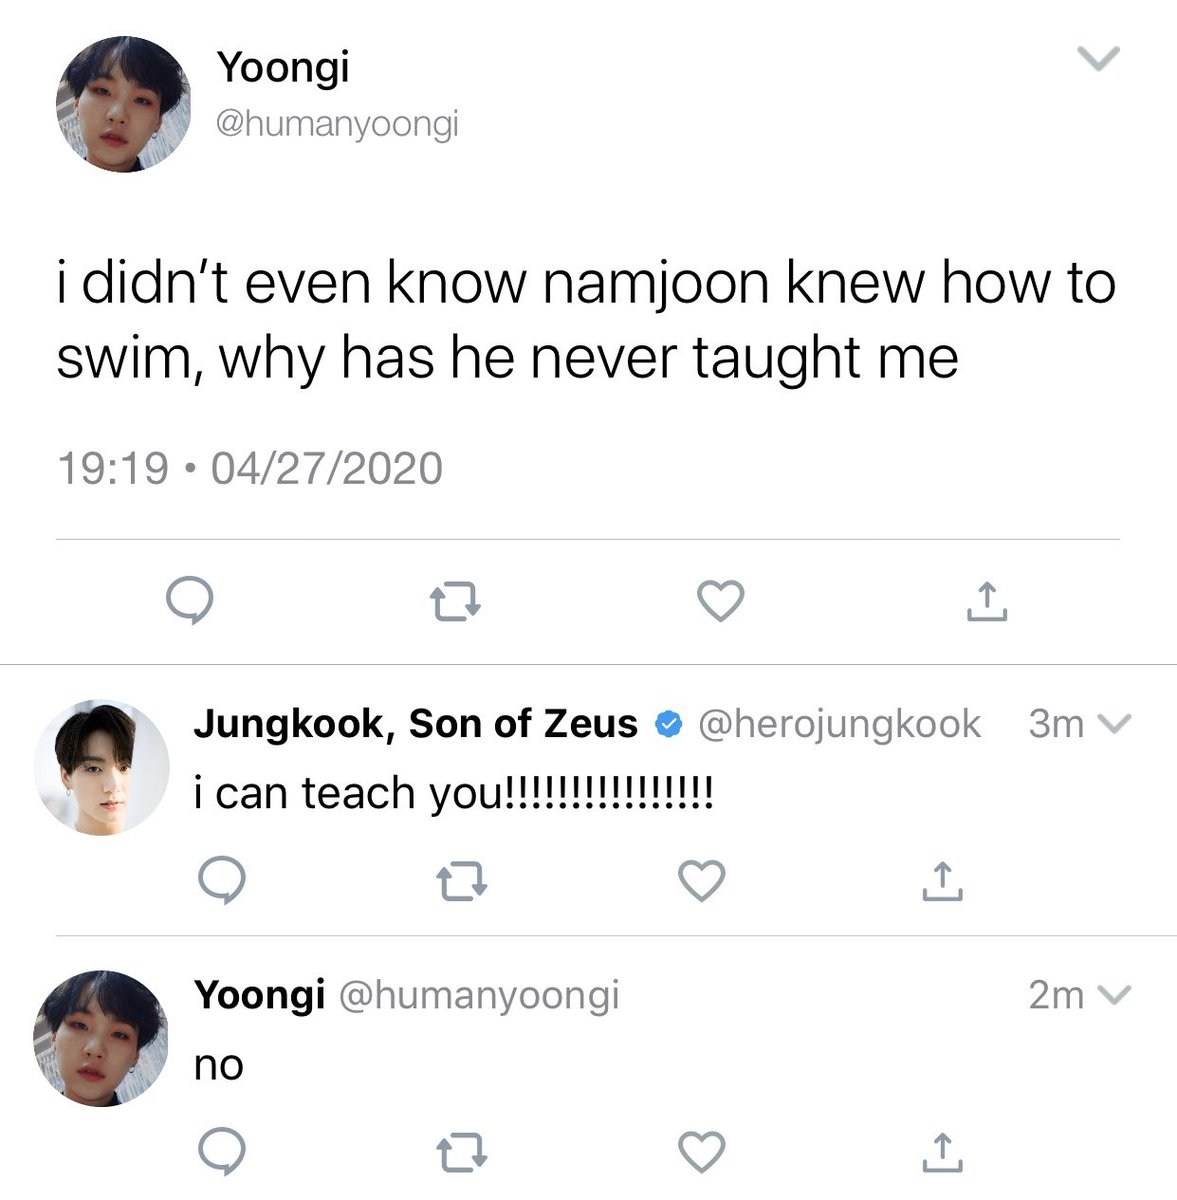 Yoongi
@humanyoongi
i didn’t even know namjoon knew how to
swim, why has he never taught me
19:19 • 04/27/2020
Jungkook, Son of Zeus @herojungkook 3m
i can teach you!!!!!!!!!!!!!!!!
Yoongi @humanyoongi 2m
no